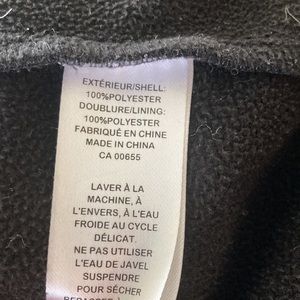 EXTÉRIEUR/SHELL:
100%POLYESTER
DOUBLURE/LINING:
100%POLYESTER
FABRIQUÉ EN CHINE
MADE IN CHINA
CA 00655
LAVER À LA
MACHINE, À
L'ENVERS, À L'EAU
FROIDE AU CYCLE
DÉLICAT.
NE PAS UTILISER
L'EAU DE JAVEL
SUSPENDRE
POUR SÉCHER